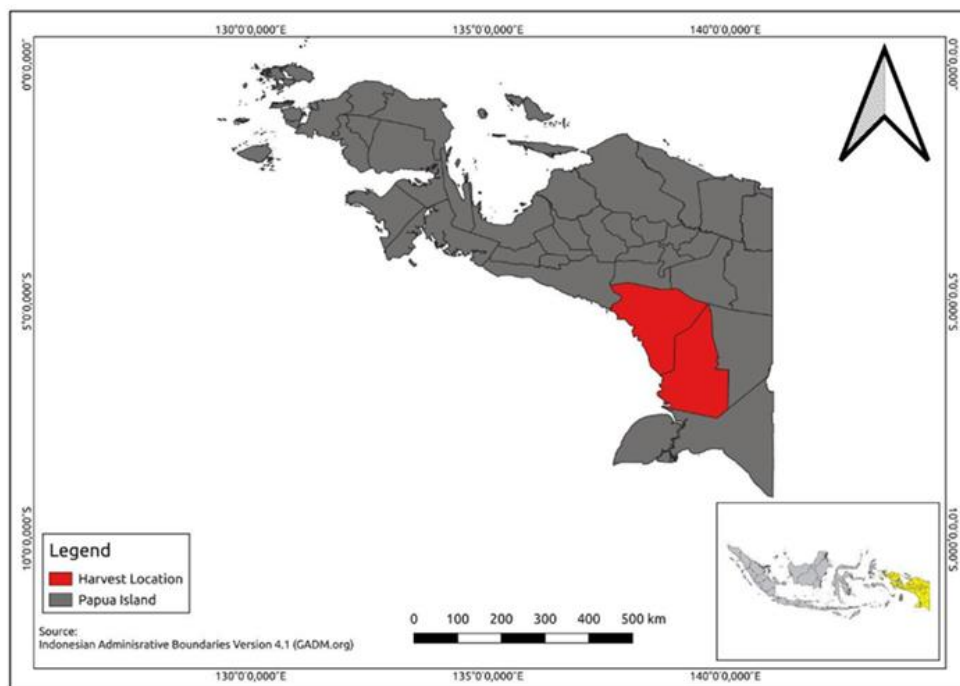 130°0'0,000"E 135°0'0,000"E 140°0'0,000"E
0°0'0,000"
0°0'0,000"
5°0'0,000"S
5°0'0,000"S
10°0'0,000"S
10°0'0,000"S
Legend
Harvest Location
Papua Island
Source:
Indonesian Adminisrative Boundaries Version 4.1 (GADM.org)
0 100 200 300 400 500 km
130°0'0,000"E 135°0'0,000"E 140°0'0,000"E